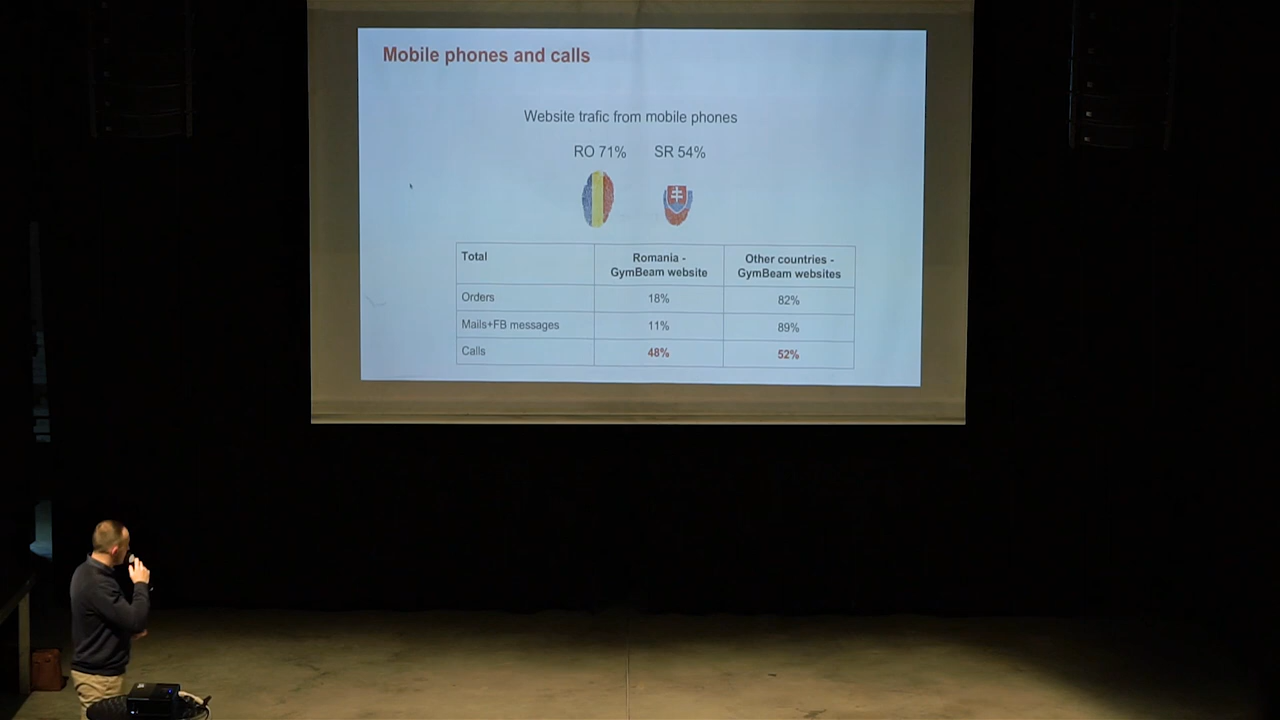 Mobile phones and calls
Website trafic from mobile phones
RO 71% SR 54%
Total
Romania -
GymBeam website
Other countries -
GymBeam websites
Orders 18% 82%
Mails+FB messages 11% 89%
Calls 48% 52%